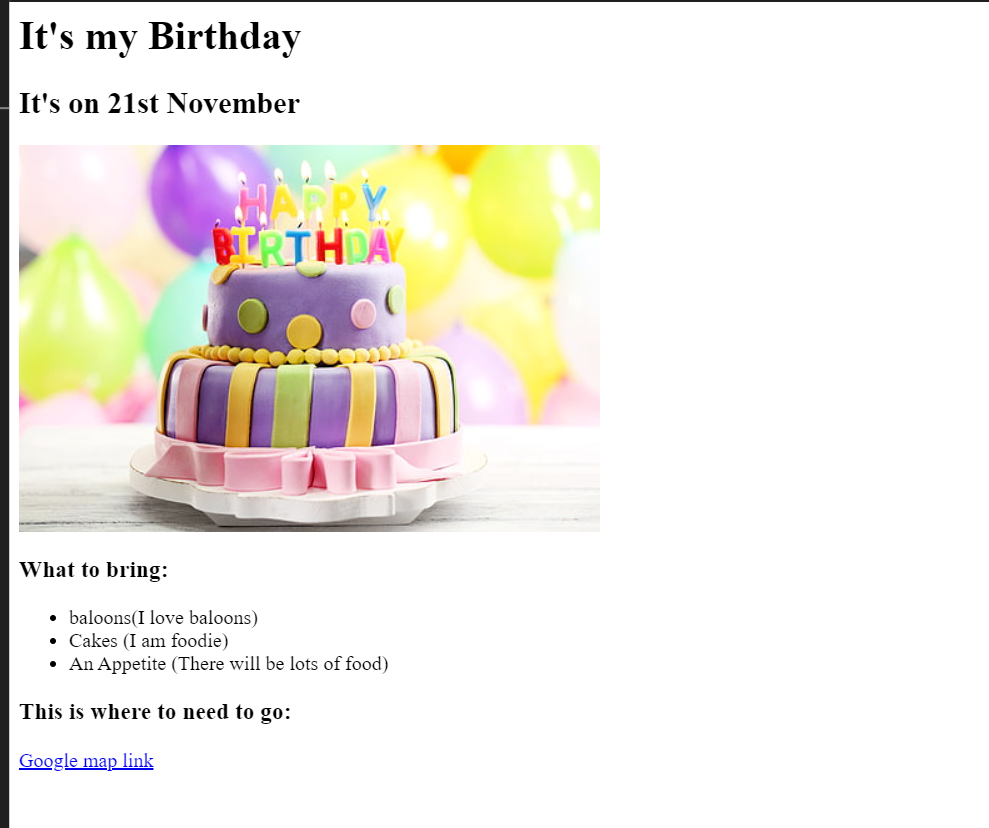 It's my Birthday
It's on 21st November
HAPPY
BIRTHDAY
What to bring:
baloons(I love baloons)
Cakes (I am foodie)
An Appetite (There will be lots of food)
This is where to need to go:
Google map link